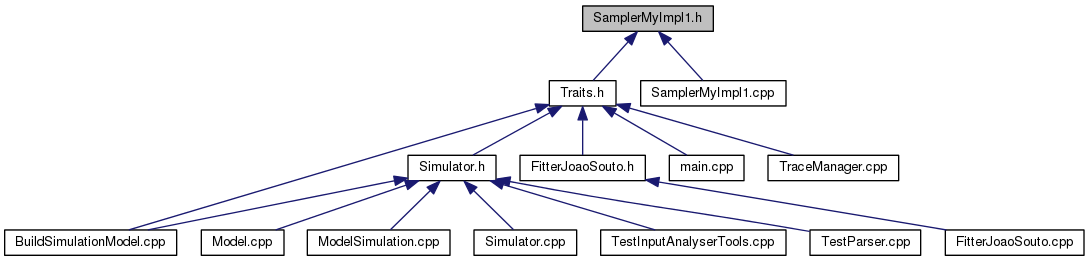 SamplerMyImpl1.h
Traits.h
SamplerMyImpl1.cpp
Simulator.h
FitterJoaoSouto.h
main.cpp
TraceManager.cpp
BuildSimulationModel.cpp
Model.cpp
ModelSimulation.cpp
Simulator.cpp
TestInputAnalyserTools.cpp
TestParser.cpp
FitterJoaoSouto.cpp